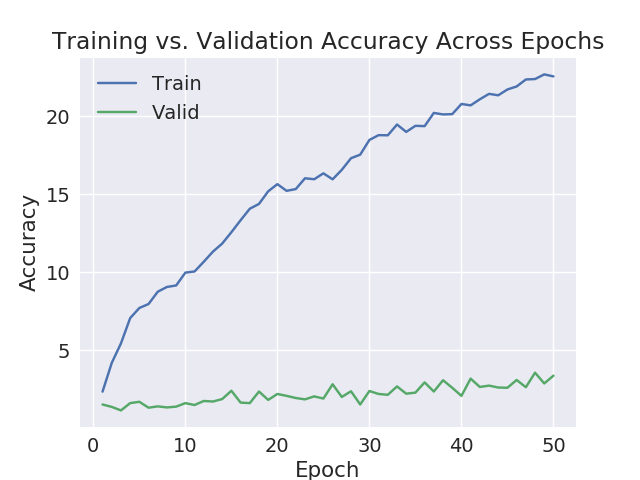 Training vs. Validation Accuracy Across Epochs
Train
Valid
20
15
10
5
Accuracy
0 10 20 30 40 50
Epoch